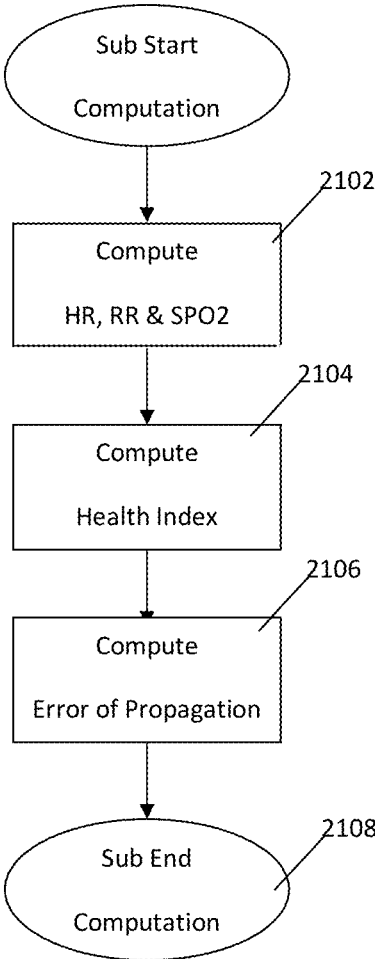 Sub Start
Computation
2102
Compute
HR, RR & SPO2
2104
Compute
Health Index
2106
Compute
Error of Propagation
2108
Sub End
Computation